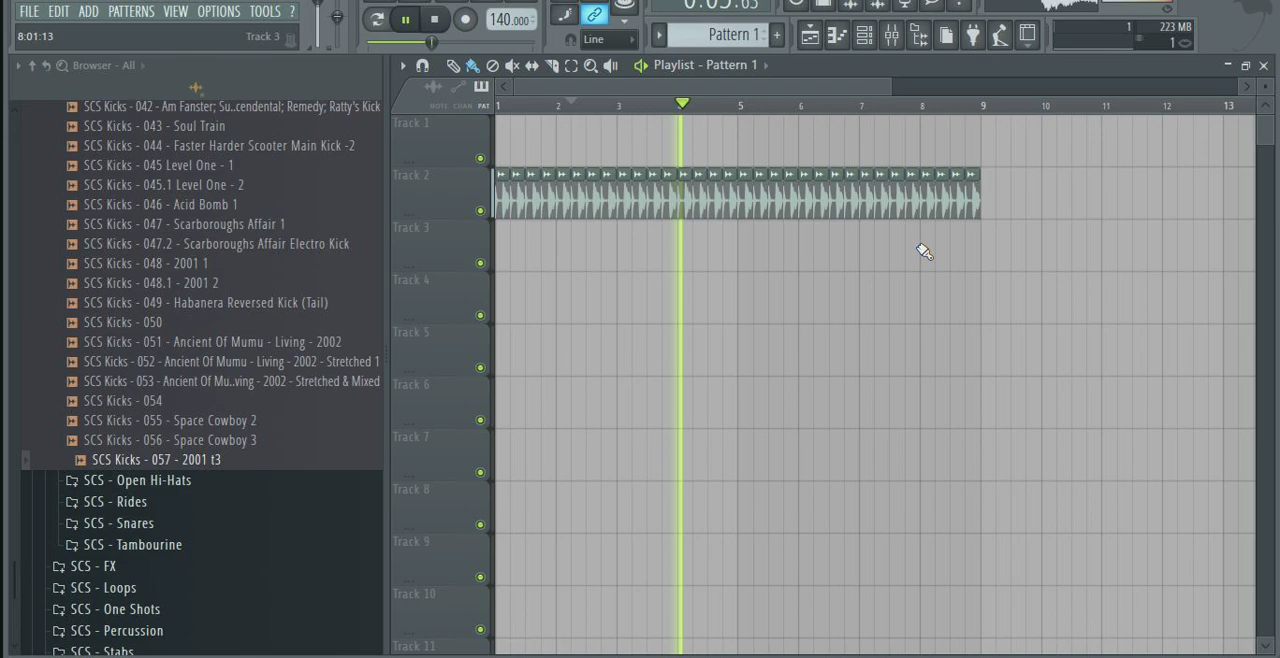 FILE EDIT ADD PATTERNS VIEW OPTIONS TOOLS ?
8:01:13 Track 3
140.000
Line
Pattern 1
1 223 MB
1
Browser - All
Playlist - Pattern 1
NOTE CHAN PAT
1 2 3 5 6 7 8 9 10 11 12 13
SCS Kicks - 042 - Am Fanster; Su..cendental; Remedy; Ratty's Kick
SCS Kicks - 043 - Soul Train
SCS Kicks - 044 - Faster Harder Scooter Main Kick -2
SCS Kicks - 045 Level One - 1
SCS Kicks - 045.1 Level One - 2
SCS Kicks - 046 - Acid Bomb 1
SCS Kicks - 047 - Scarboroughs Affair 1
SCS Kicks - 047.2 - Scarboroughs Affair Electro Kick
SCS Kicks - 048 - 2001 1
SCS Kicks - 048.1 - 2001 2
SCS Kicks - 049 - Habanera Reversed Kick (Tail)
SCS Kicks - 050
SCS Kicks - 051 - Ancient Of Mumu - Living - 2002
SCS Kicks - 052 - Ancient Of Mumu - Living - 2002 - Stretched 1
SCS Kicks - 053 - Ancient Of Mu..ving - 2002 - Stretched & Mixed
SCS Kicks - 054
SCS Kicks - 055 - Space Cowboy 2
SCS Kicks - 056 - Space Cowboy 3
SCS Kicks - 057 - 2001 t3
SCS - Open Hi-Hats
SCS - Rides
SCS - Snares
SCS - Tambourine
SCS - FX
SCS - Loops
SCS - One Shots
SCS - Percussion
SCS - Stabs
Track 1
Track 2
Track 3
Track 4
Track 5
Track 6
Track 7
Track 8
Track 9
Track 10
Track 11